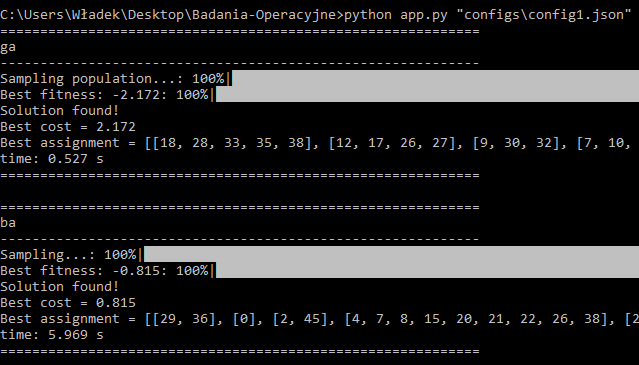 C:\Users\Władek\Desktop\Badania-Operacyjne>python app.py "configs\config1.json"
============================================================
ga
------------------------------------------------------------
Sampling population...: 100%|
Best fitness: -2.172: 100%|
Solution found!
Best cost = 2.172
Best assignment = [[18, 28, 33, 35, 38], [12, 17, 26, 27], [9, 30, 32], [7, 10,
time: 0.527 s
============================================================
============================================================
ba
------------------------------------------------------------
Sampling...: 100%|
Best fitness: -0.815: 100%|
Solution found!
Best cost = 0.815
Best assignment = [[29, 36], [0], [2, 45], [4, 7, 8, 15, 20, 21, 22, 26, 38], [2
time: 5.969 s
============================================================